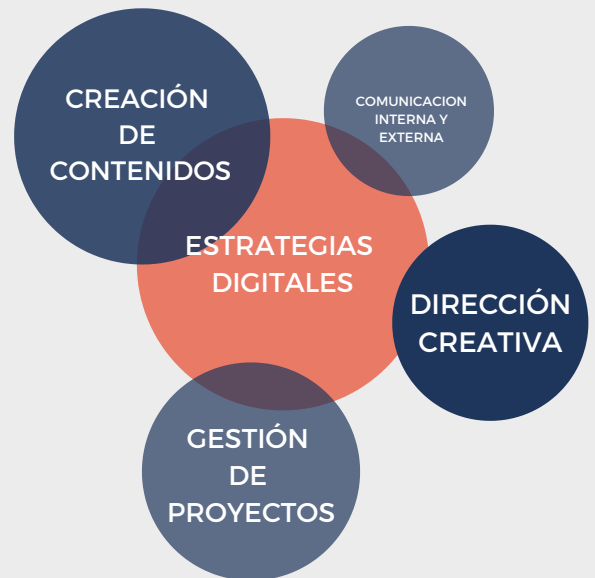 CREACIÓN
DE
CONTENIDOS
COMUNICACION
INTERNA Y
EXTERNA
ESTRATEGIAS
DIGITALES
DIRECCIÓN
CREATIVA
GESTIÓN
DE
PROYECTOS